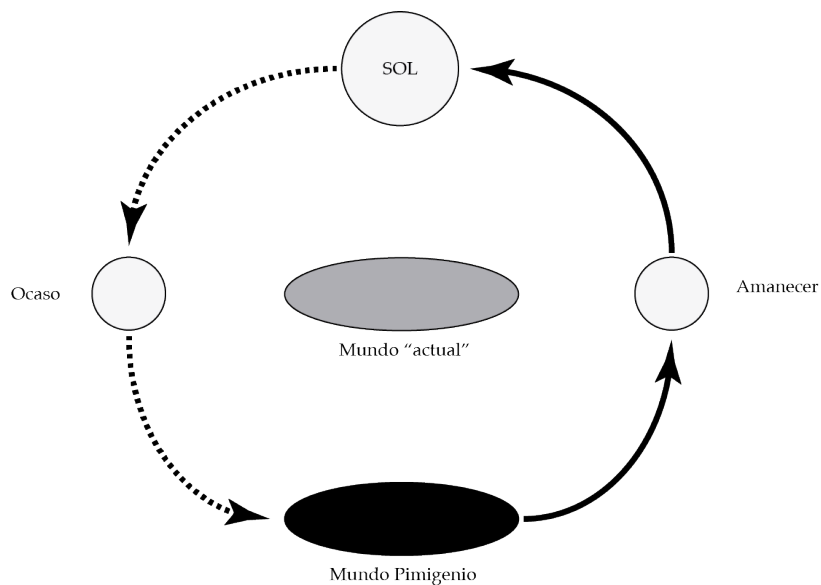 SOL
Ocaso
Amanecer
Mundo “actual”
Mundo Pimigenio